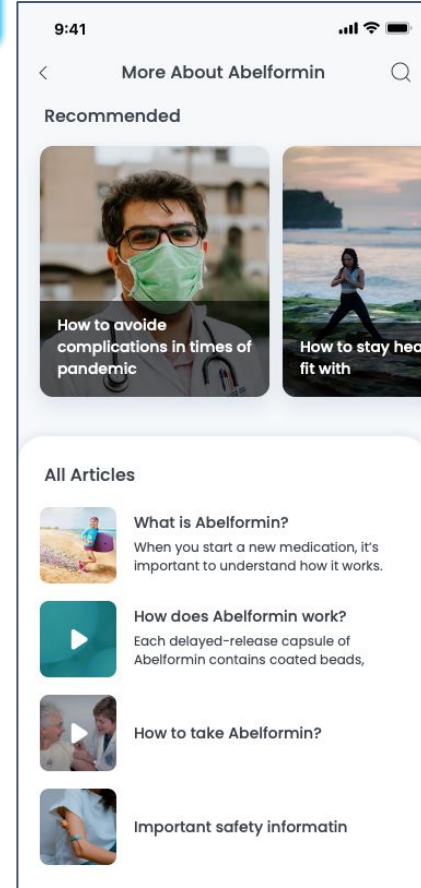 9:41
More About Abelformin
Recommended
How to avoide
complications in times of
pandemic
How to stay hea
fit with
All Articles
What is Abelformin?
When you start a new medication, it's
important to understand how it works.
How does Abelformin work?
Each delayed-release capsule of
Abelformin contains coated beads,
How to take Abelformin?
Important safety informatin